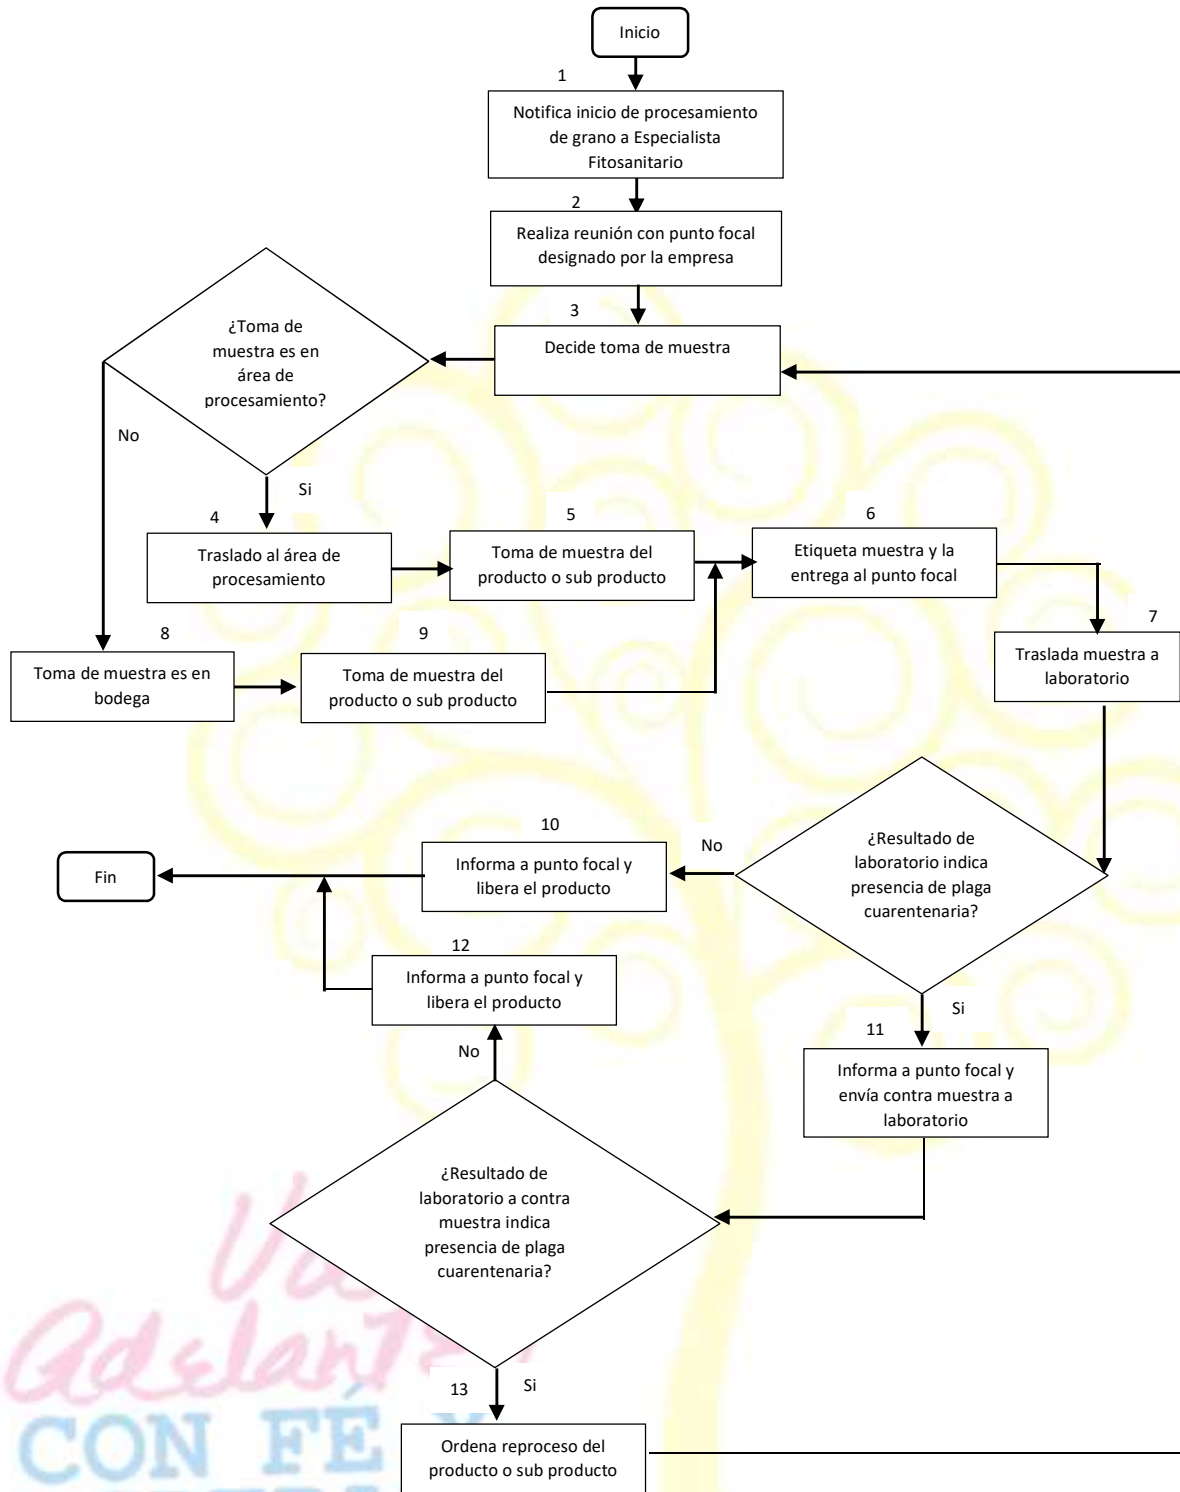 Inicio
1
Notifica inicio de procesamiento
de grano a Especialista
Fitosanitario
2
Realiza reunión con punto focal
designado por la empresa
3
Decide toma de muestra
¿Toma de
muestra es en
área de
procesamiento?
No
Si
4
Traslado al área de
procesamiento
5
Toma de muestra del
producto o sub producto
6
Etiqueta muestra y la
entrega al punto focal
7
Traslada muestra a
laboratorio
8
Toma de muestra es en
bodega
9
Toma de muestra del
producto o sub producto
¿Resultado de
laboratorio indica
presencia de plaga
cuarentenaria?
No
Si
10
Informa a punto focal y
libera el producto
Fin
11
Informa a punto focal y
envía contra muestra a
laboratorio
12
Informa a punto focal y
libera el producto
No
¿Resultado de
laboratorio a contra
muestra indica
presencia de plaga
cuarentenaria?
Si
13
Ordena reproceso del
producto o sub producto
CON FÉ Y